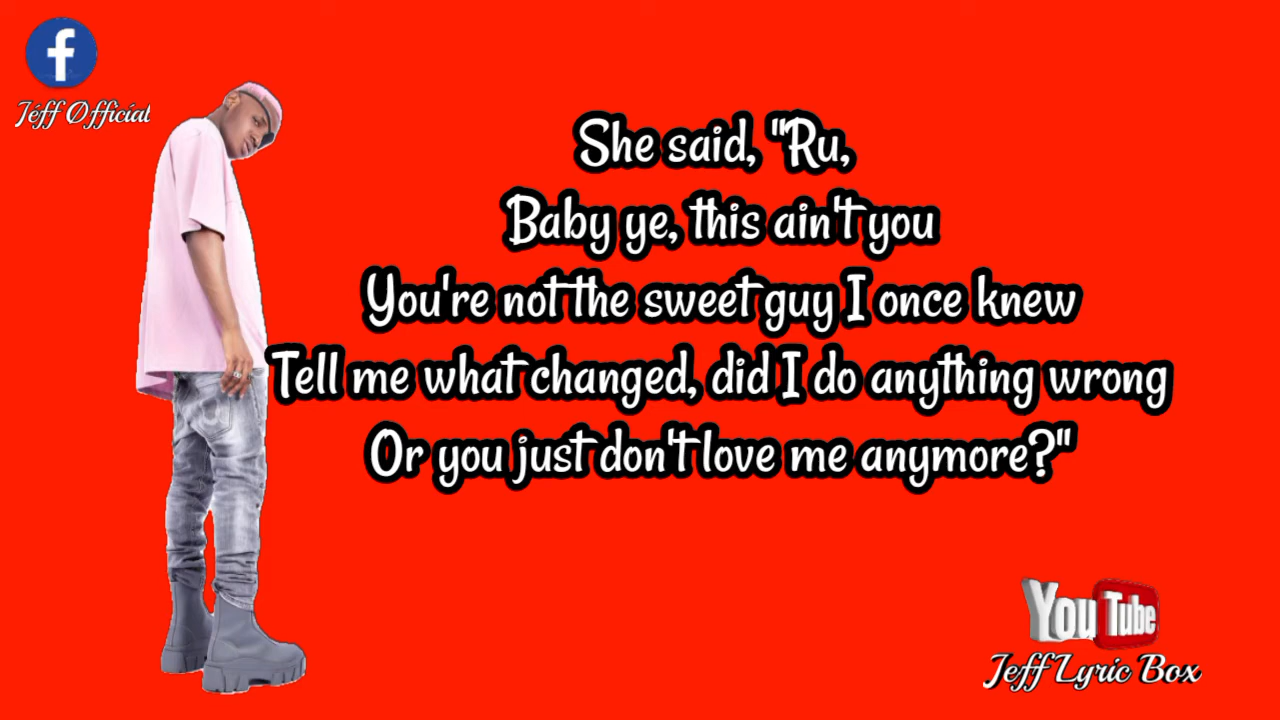 f
Jéff Øfficíal
She said, "Ru,
Baby ye, this ain't you
You're not the sweet guy I once knew
Tell me what changed, did I do anything wrong
Or you just don't love me anymore?"
YouTube
Jeff Lyric Box